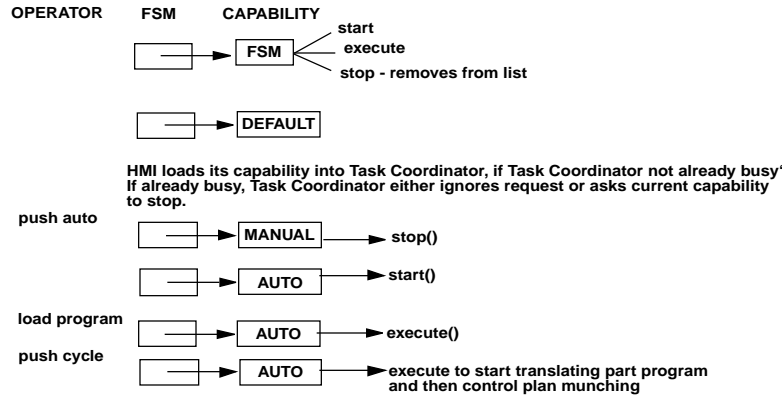 OPERATOR FSM CAPABILITY
start
FSM
execute
stop - removes from list
DEFAULT
HMI loads its capability into Task Coordinator, if Task Coordinator not already busy‘
If already busy, Task Coordinator either ignores request or asks current capability
to stop.
push auto
MANUAL stop()
AUTO start()
load program
AUTO execute()
push cycle
AUTO execute to start translating part program
and then control plan munching